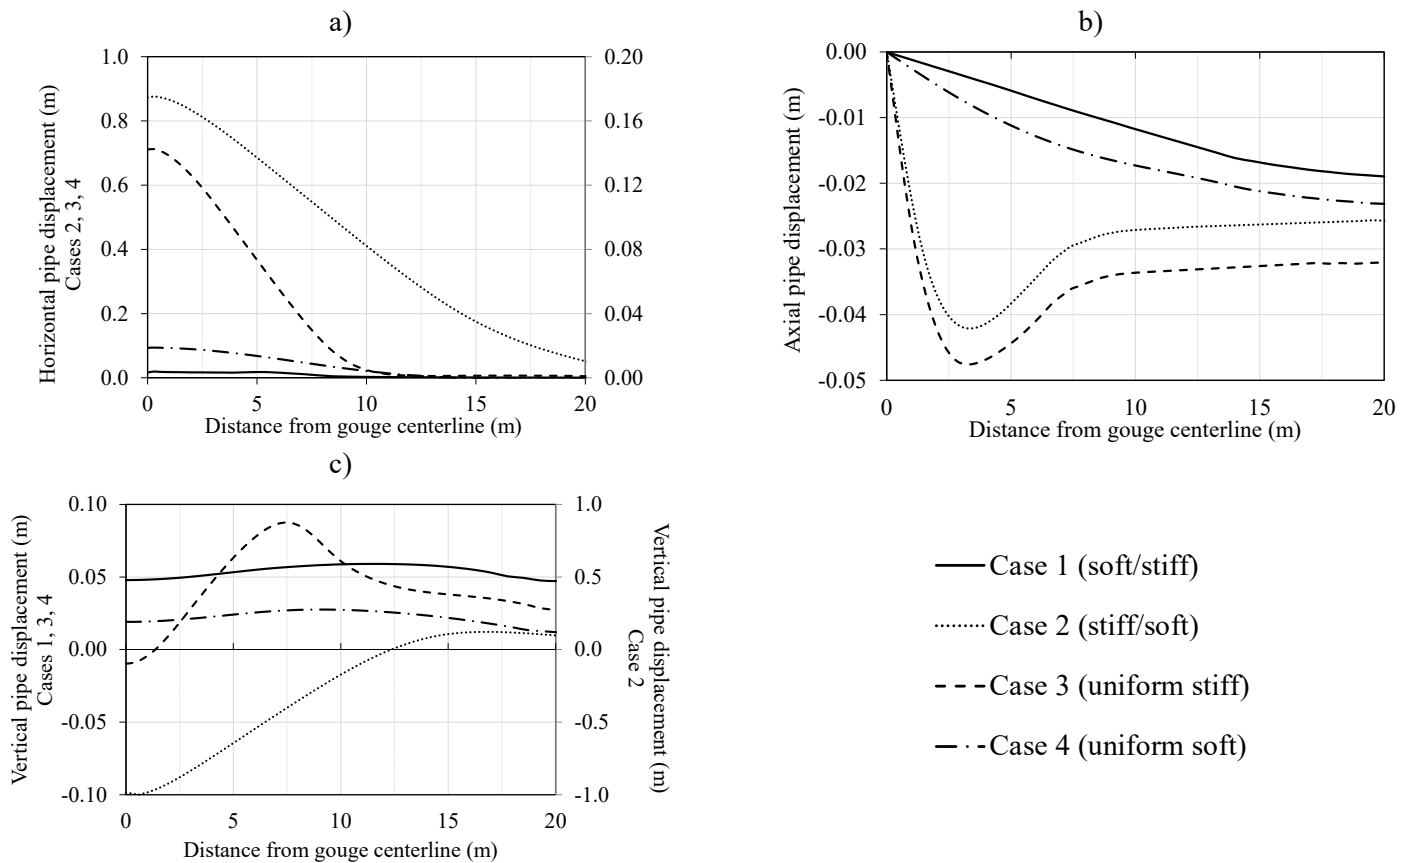 a)
1.0
0.8
0.6
0.4
0.2
0.0
0.20
0.16
0.12
0.08
0.04
0.00
Horizontal pipe displacement (m)
Cases 2, 3, 4
0 5 10 15 20
Distance from gouge centerline (m)
b)
0.00
-0.01
-0.02
-0.03
-0.04
-0.05
Axial pipe displacement (m)
0 5 10 15 20
Distance from gouge centerline (m)
c)
0.10
0.05
0.00
-0.05
-0.10
1.0
0.5
0.0
-0.5
-1.0
Vertical pipe displacement (m)
Cases 1, 3, 4
Vertical pipe displacement (m)
Case 2
0 5 10 15 20
Distance from gouge centerline (m)
Case 1 (soft/stiff)
Case 2 (stiff/soft)
Case 3 (uniform stiff)
Case 4 (uniform soft)